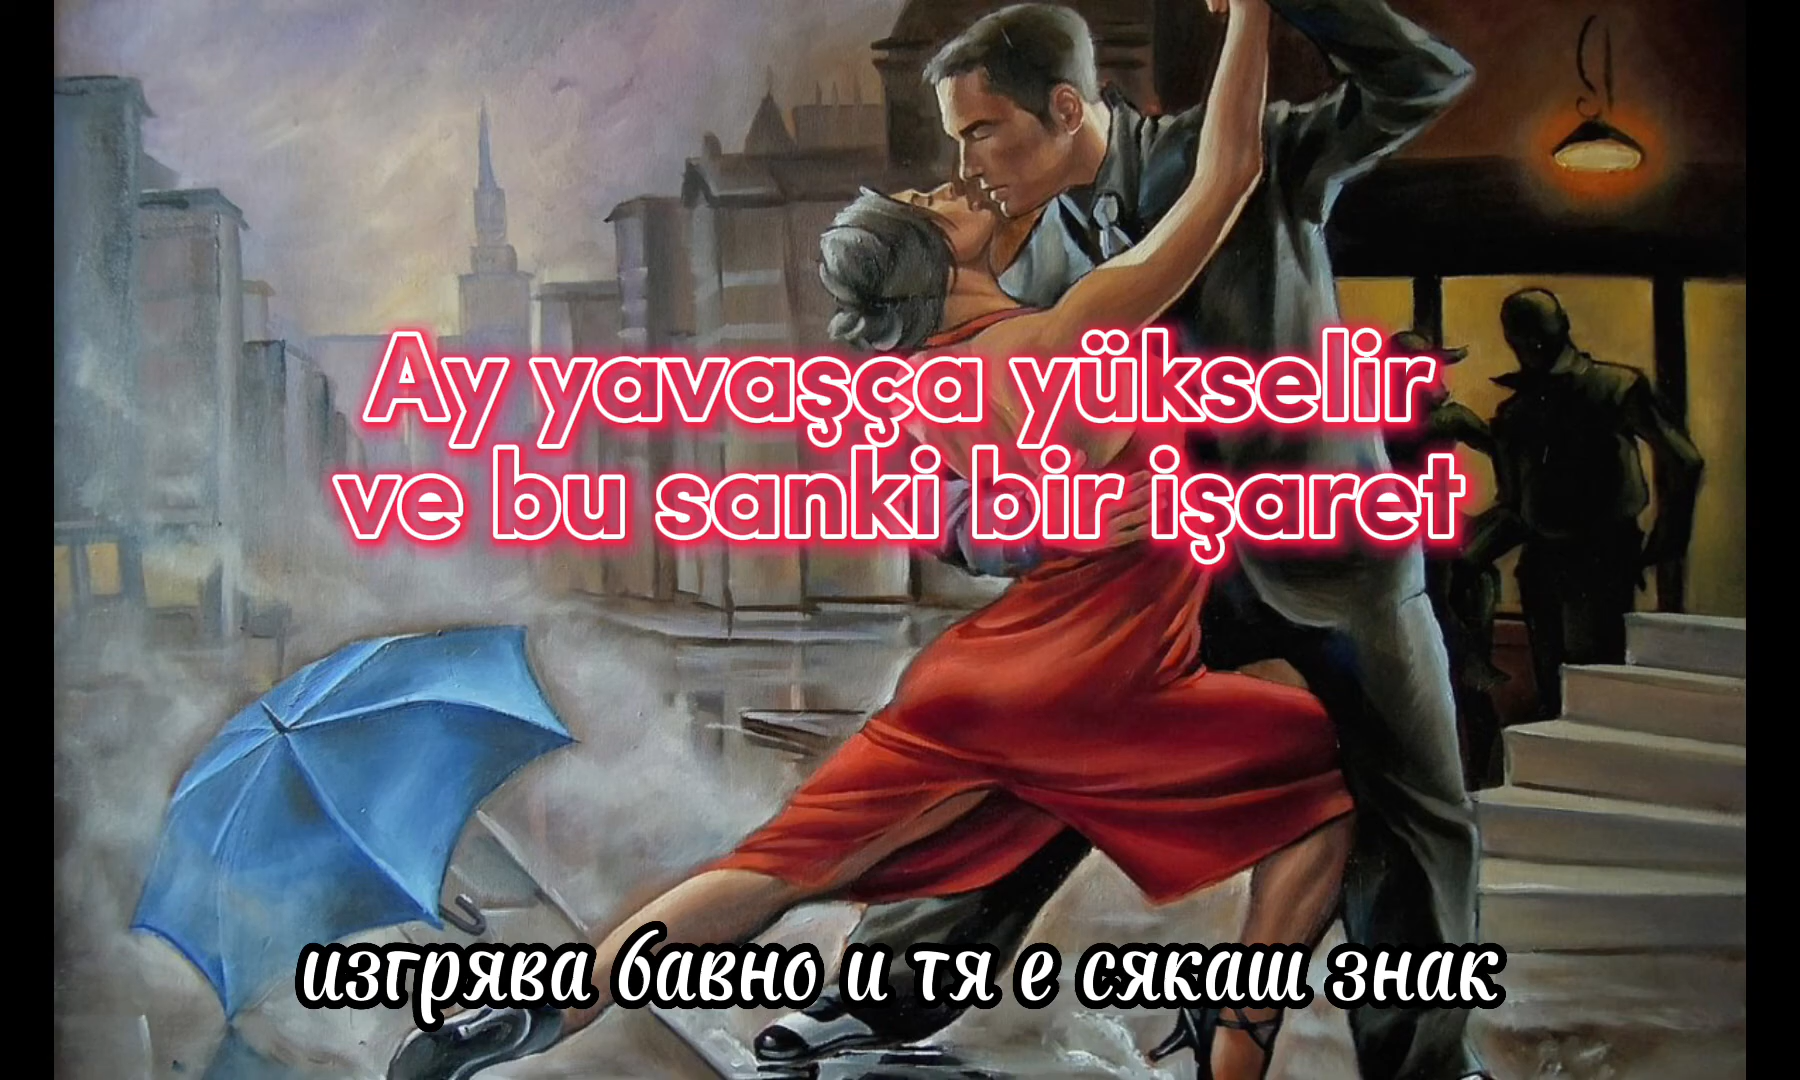 Ay yavaşça yükselir
ve bu sanki bir işaret
изгрява бавно и тя е сякаш знак